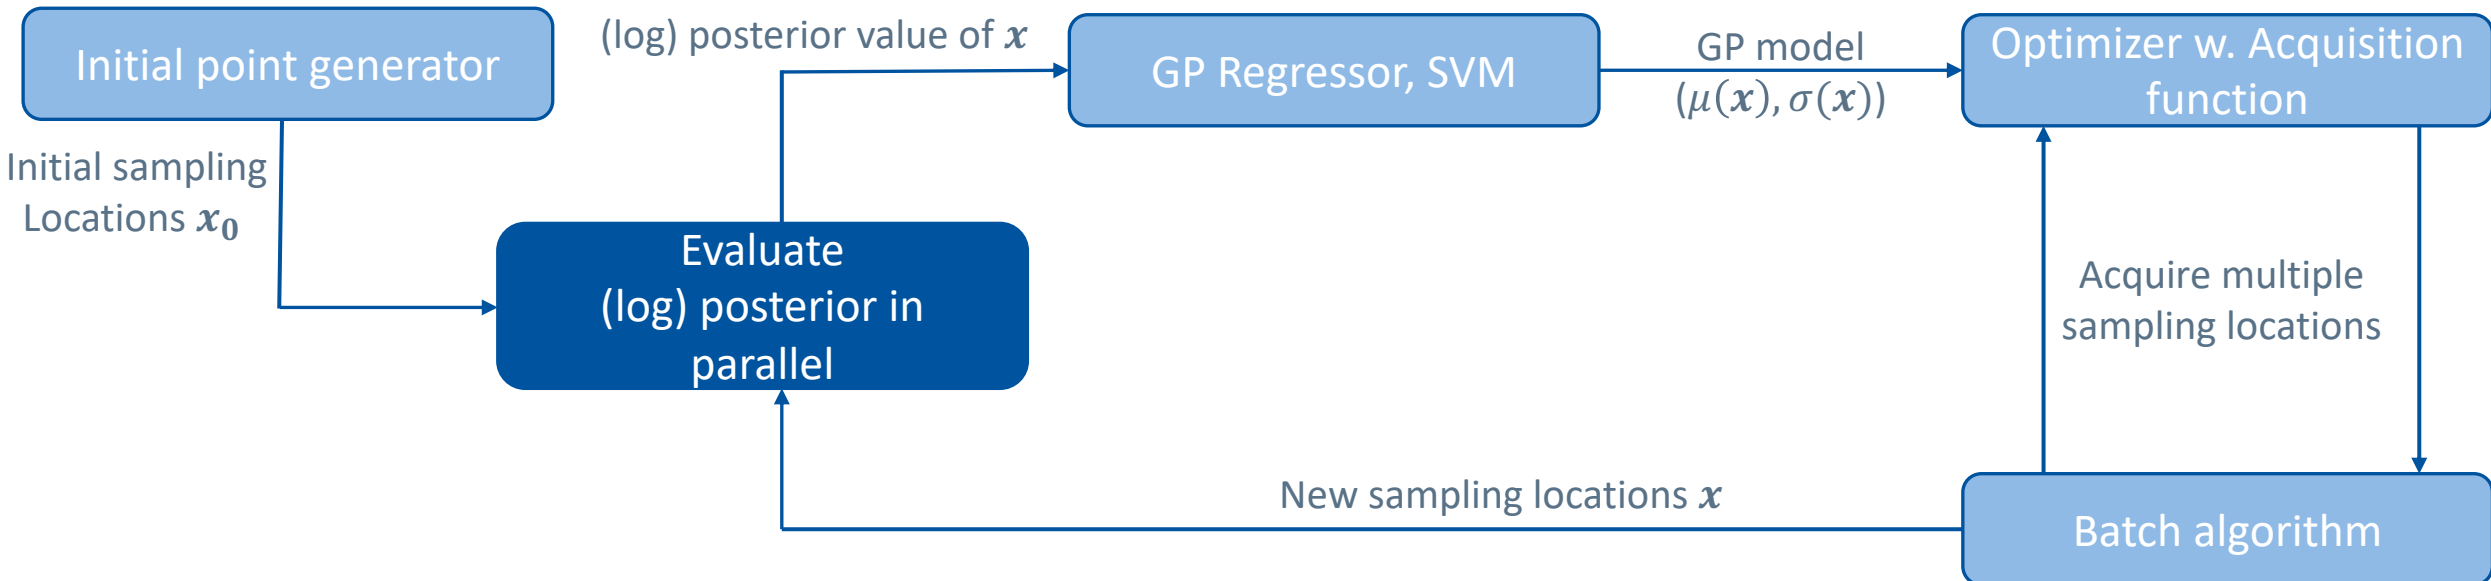 Initial point generator
(log) posterior value of x
GP Regressor, SVM
GP model
(μ(x), σ(x))
Optimizer w. Acquisition
function
Initial sampling
Locations x₀
Evaluate
(log) posterior in
parallel
Acquire multiple
sampling locations
New sampling locations x
Batch algorithm